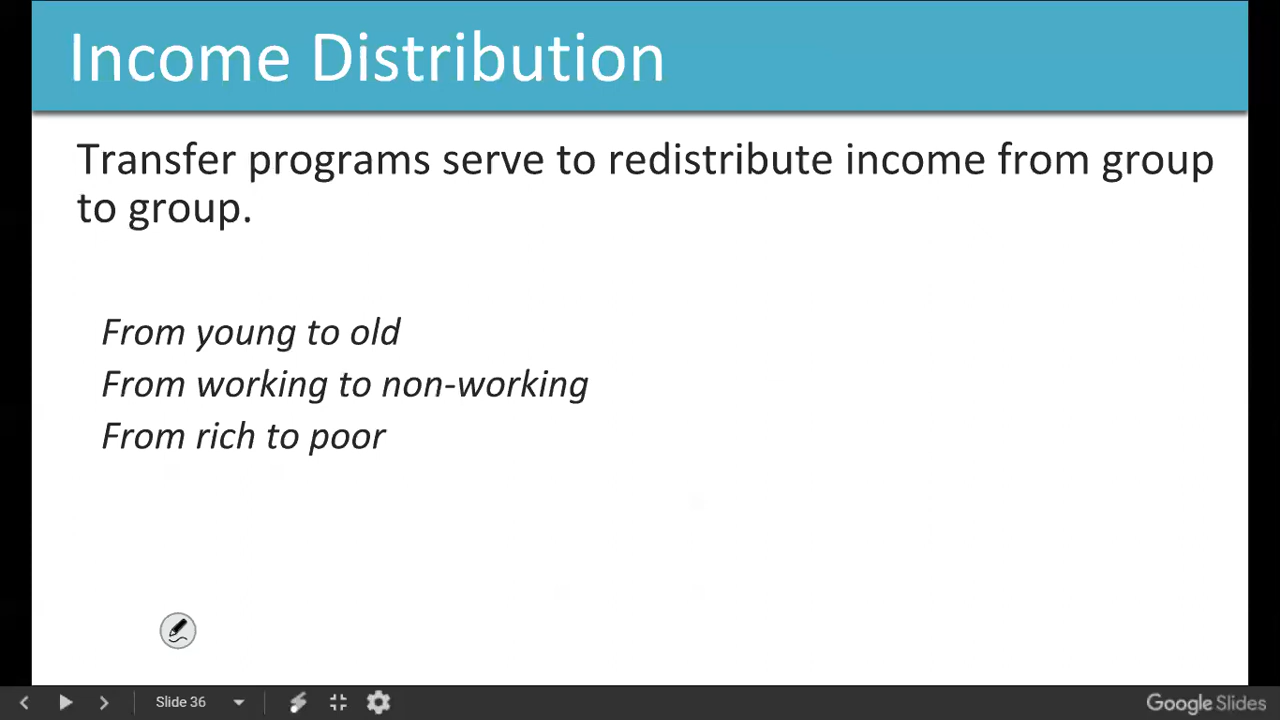 Income Distribution
Transfer programs serve to redistribute income from group
to group.
From young to old
From working to non-working
From rich to poor
Slide 36
Google Slides